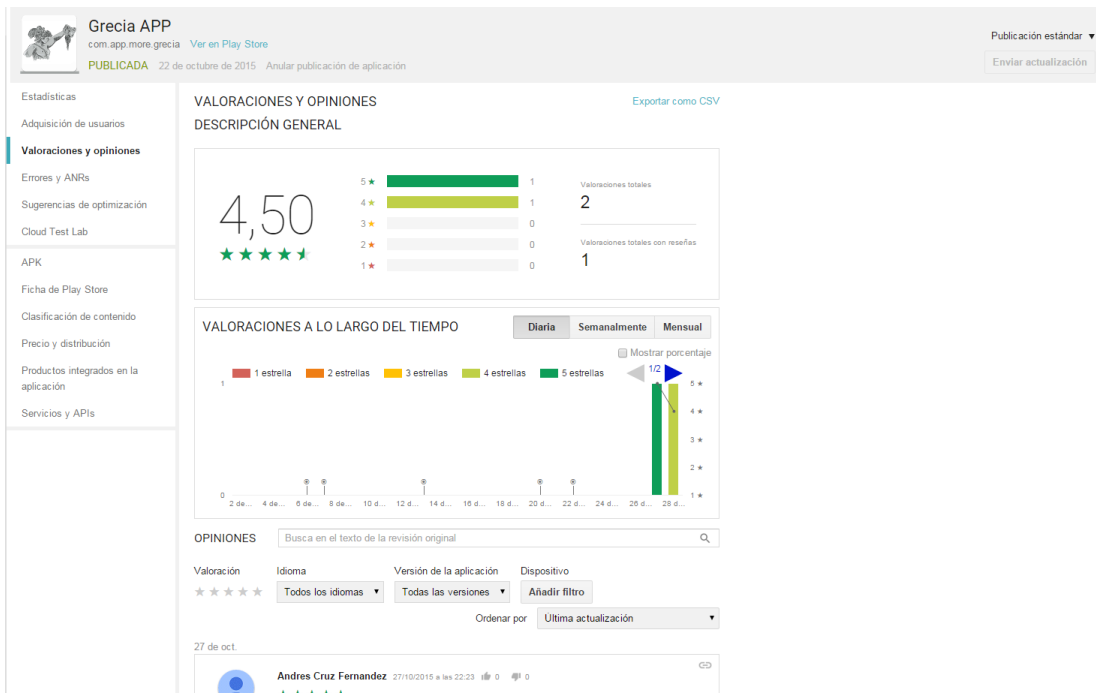 Grecia APP
com.app.more.grecia Ver en Play Store
PUBLICADA 22 de octubre de 2015 Anular publicación de aplicación
Publicación estándar
Enviar actualización
Estadísticas
Adquisición de usuarios
Valoraciones y opiniones
Errores y ANRs
Sugerencias de optimización
Cloud Test Lab
APK
Ficha de Play Store
Clasificación de contenido
Precio y distribución
Productos integrados en la
aplicación
Servicios y APIs
VALORACIONES Y OPINIONES
Exportar como CSV
DESCRIPCIÓN GENERAL
4,50
5 ★ 1
4 ★ 1
3 ★ 0
2 ★ 0
1 ★ 0
Valoraciones totales
2
Valoraciones totales con reseñas
1
VALORACIONES A LO LARGO DEL TIEMPO
Diaria Semanalmente Mensual
Mostrar porcentaje
1 estrella 2 estrellas 3 estrellas 4 estrellas 5 estrellas 1/2
1
0
5 ★
4 ★
3 ★
2 ★
1 ★
2 de... 4 de... 6 de... 8 de... 10 d... 12 d... 14 d... 16 d... 18 d... 20 d... 22 d... 24 d... 26 d... 28 d...
OPINIONES Busca en el texto de la revisión original
Valoración Idioma Versión de la aplicación Dispositivo
Todos los idiomas Todas las versiones Añadir filtro
Ordenar por Última actualización
27 de oct.
Andres Cruz Fernandez 27/10/2015 a las 22:23 0 0